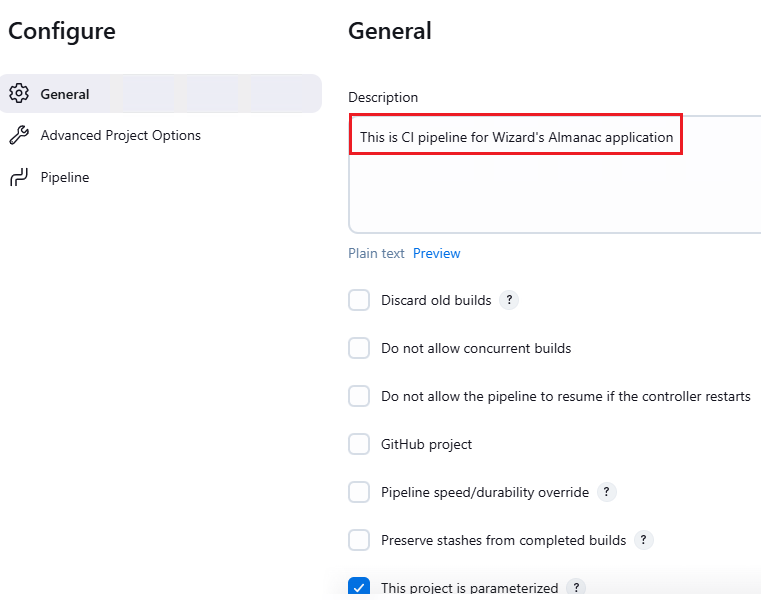 Configure
General
Advanced Project Options
Pipeline
General
Description
This is CI pipeline for Wizard's Almanac application
Plain text Preview
Discard old builds ?
Do not allow concurrent builds
Do not allow the pipeline to resume if the controller restarts
GitHub project
Pipeline speed/durability override ?
Preserve stashes from completed builds ?
This project is parameterized ?